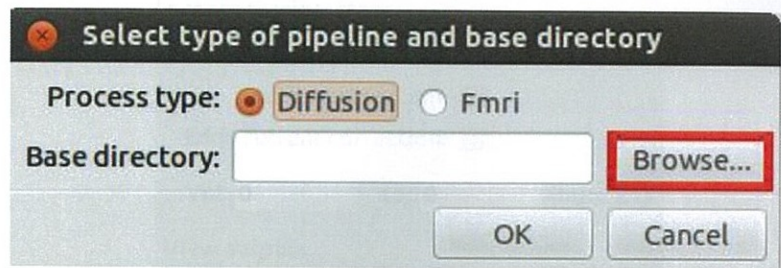 Select type of pipeline and base directory
Process type: Diffusion Fmri
Base directory: Browse...
OK Cancel